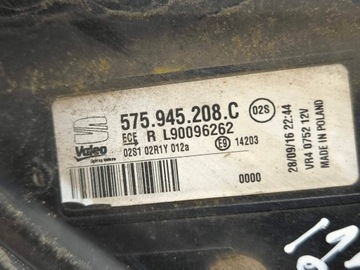 575.945.208.C
02S
ECE R L90096262
Valeo
02S1 02R1Y 012a
E9 14203
0000
28/09/16 22:44
VR4 0752 12V
MADE IN POLAND